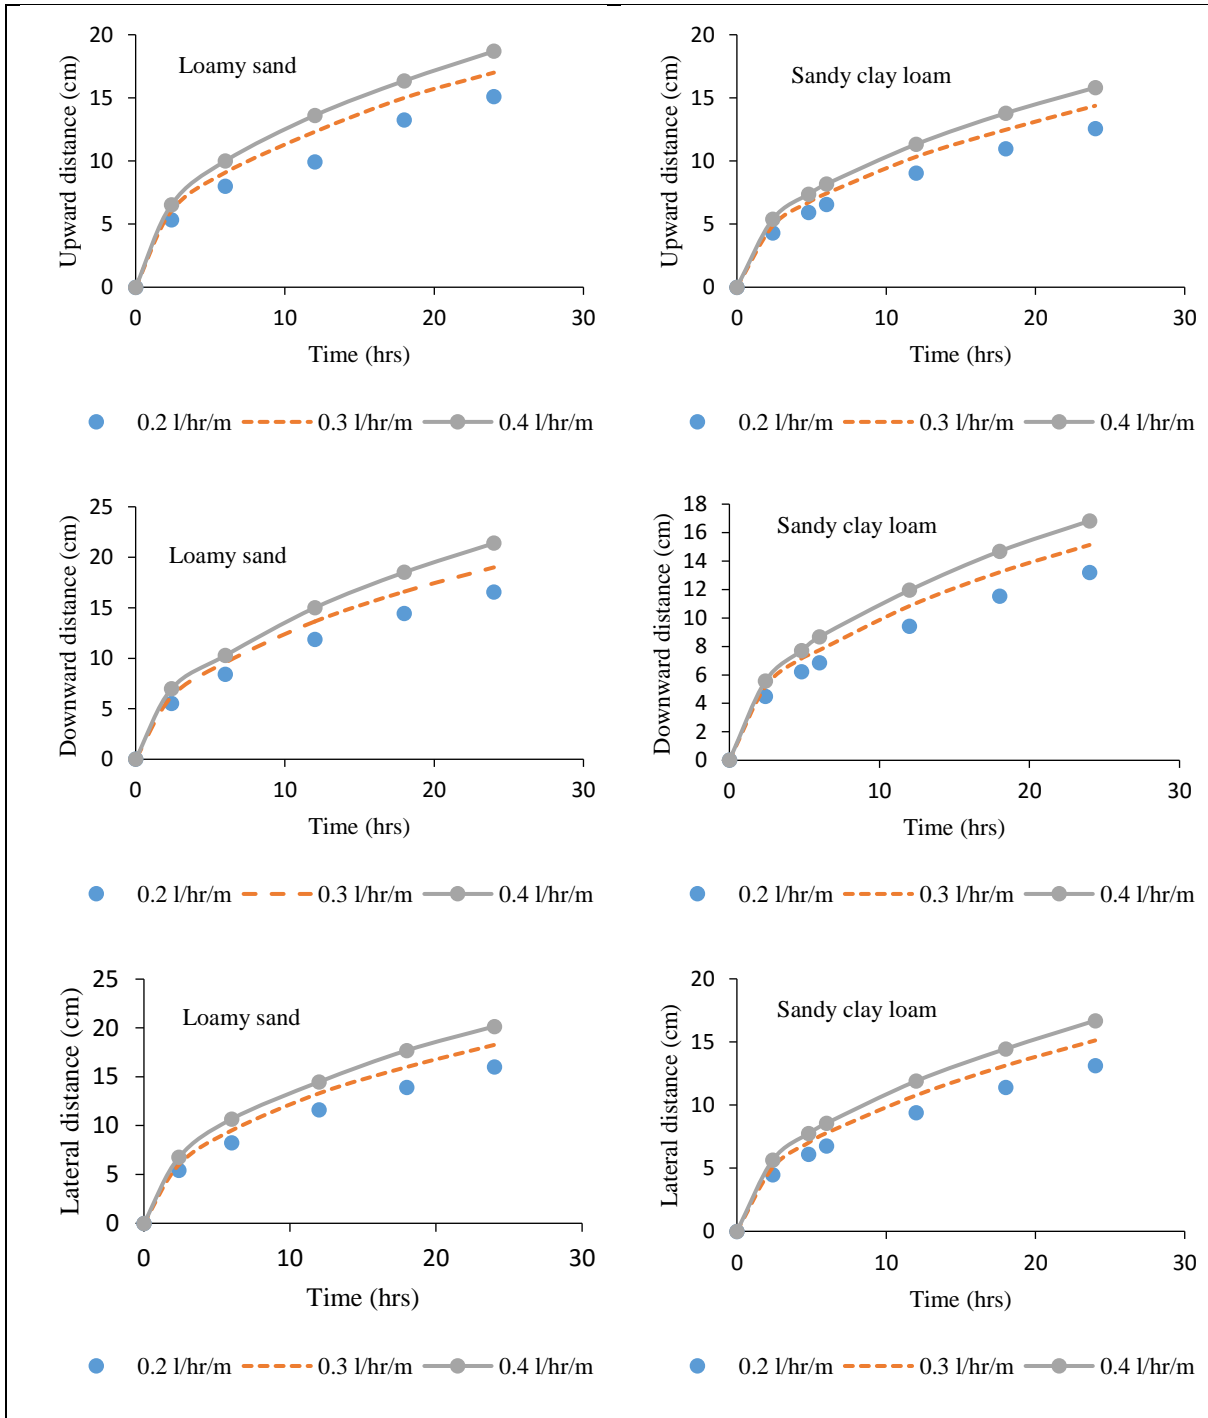 20
15
10
5
0
Upward distance (cm)
Loamy sand
0 10 20 30
Time (hrs)
0.2 l/hr/m 0.3 l/hr/m 0.4 l/hr/m
20
15
10
5
0
Upward distance (cm)
Sandy clay loam
0 10 20 30
Time (hrs)
0.2 l/hr/m 0.3 l/hr/m 0.4 l/hr/m
25
20
15
10
5
0
Downward distance (cm)
Loamy sand
0 10 20 30
Time (hrs)
0.2 l/hr/m 0.3 l/hr/m 0.4 l/hr/m
18
16
14
12
10
8
6
4
2
0
Downward distance (cm)
Sandy clay loam
0 10 20 30
Time (hrs)
0.2 l/hr/m 0.3 l/hr/m 0.4 l/hr/m
25
20
15
10
5
0
Lateral distance (cm)
Loamy sand
0 10 20 30
Time (hrs)
0.2 l/hr/m 0.3 l/hr/m 0.4 l/hr/m
20
15
10
5
0
Lateral distance (cm)
Sandy clay loam
0 10 20 30
Time (hrs)
0.2 l/hr/m 0.3 l/hr/m 0.4 l/hr/m